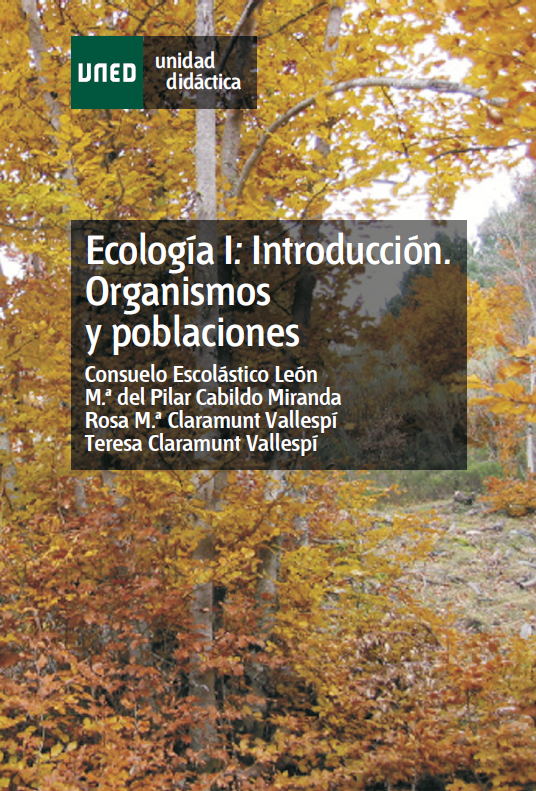 UNED
unidad
didáctica
Ecología I: Introducción.
Organismos
y poblaciones
Consuelo Escolástico León
M.ª del Pilar Cabildo Miranda
Rosa M.ª Claramunt Vallespí
Teresa Claramunt Vallespí